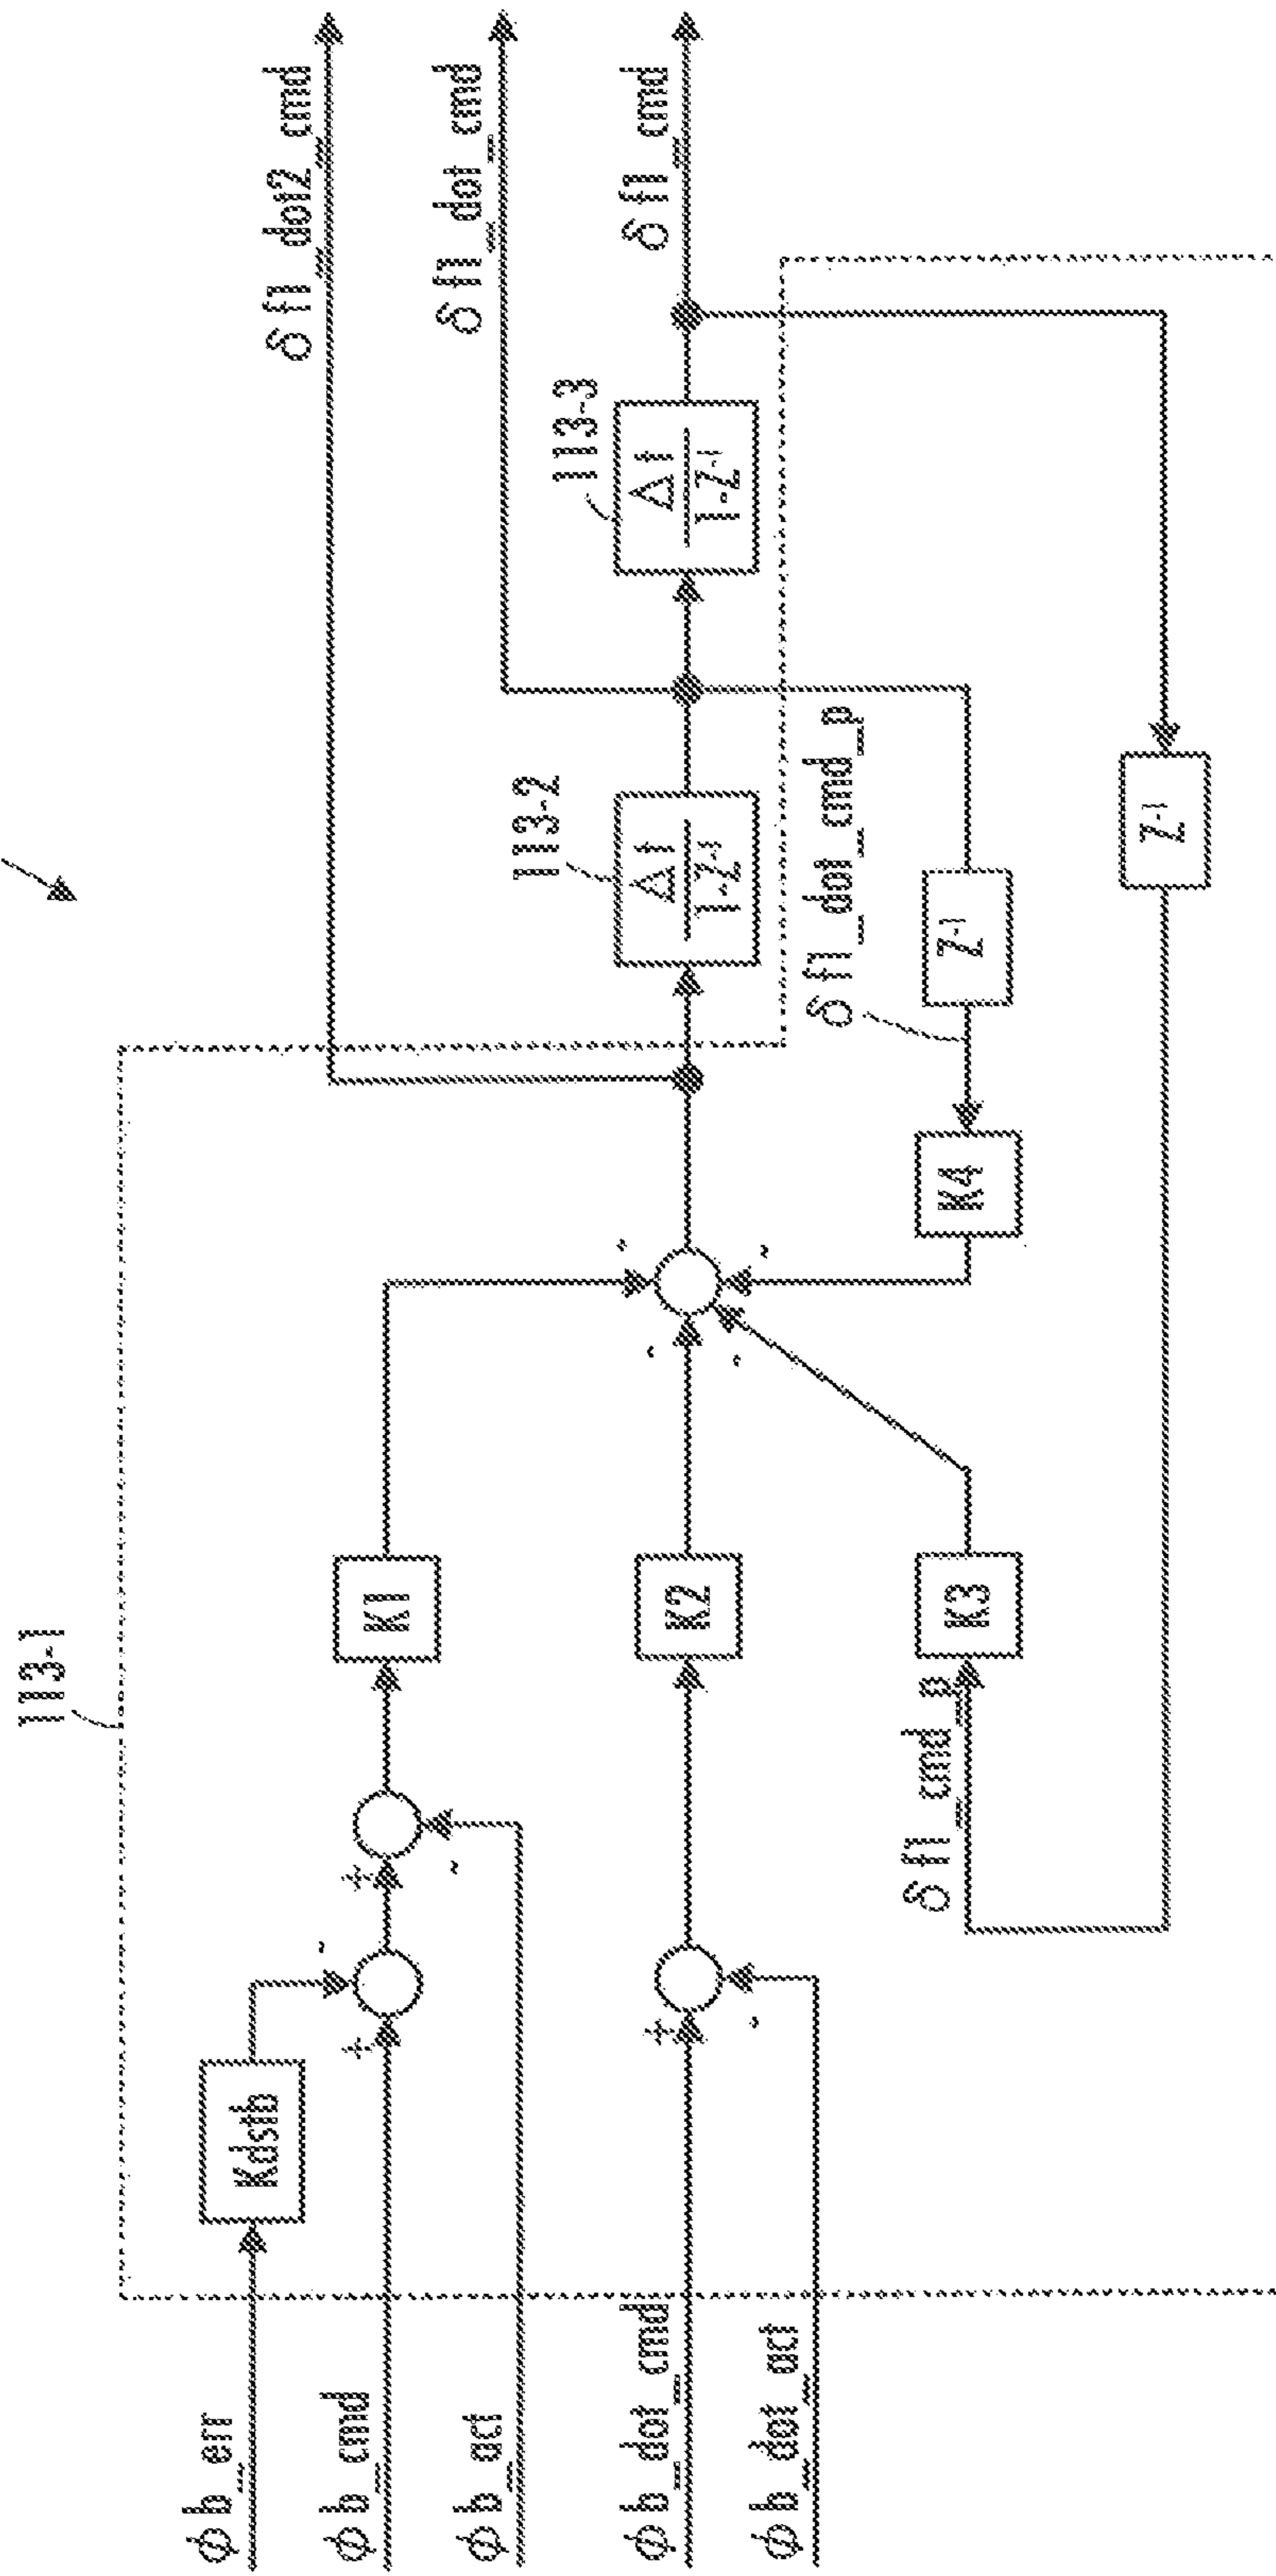 113-1
ϕb_err
Kdstb
ϕb_cmd
+
-
+
-
K1
ϕb_act
ϕb_dot_cmd
+
-
K2
ϕb_dot_act
δf1_cmd_p
K3
-
-
-
-
K4
δf1_dot_cmd_p
Z-1
Z-1
113-2
Δt
1-Z-1
113-3
Δt
1-Z-1
δf1_dot2_cmd
δf1_dot_cmd
δf1_cmd